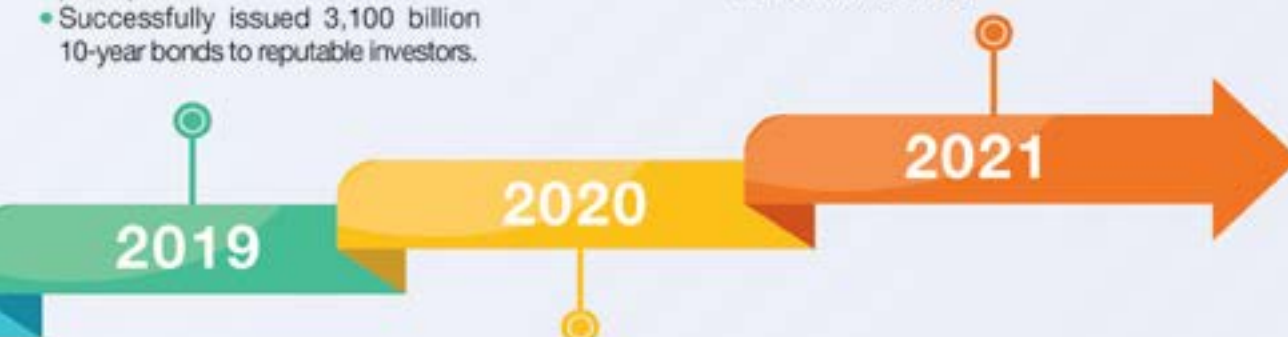 • Successfully issued 3,100 billion
10-year bonds to reputable investors.
2019
2020
2021